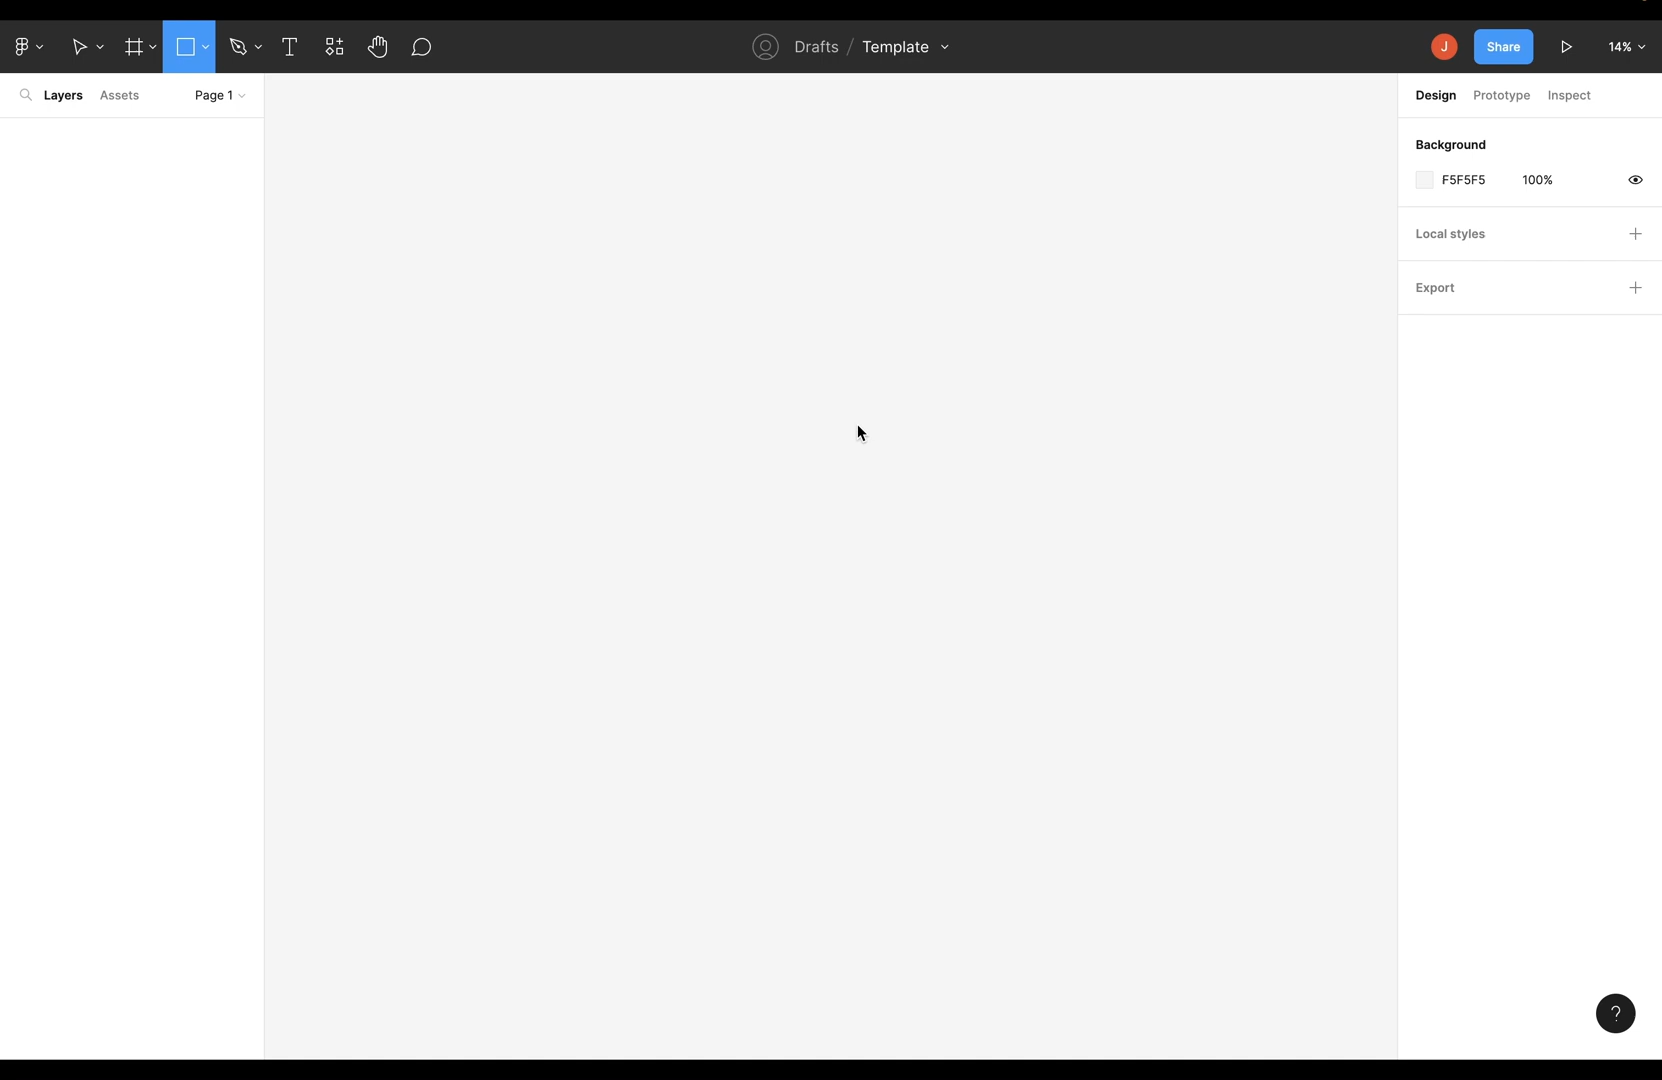 Drafts / Template
J
Share
14%
Layers Assets Page 1
Design Prototype Inspect
Background
F5F5F5 100%
Local styles
Export
?